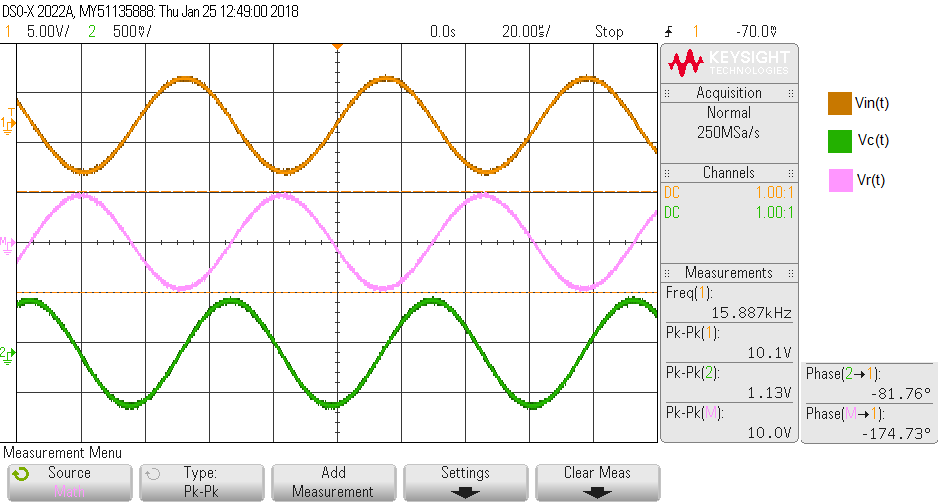 DSO-X 2022A, MY51135888: Thu Jan 25 12:49:00 2018
1 5.00V/ 2 500mV/ 0.0s 20.00us/ Stop 1 -70.0mV
KEYSIGHT
TECHNOLOGIES
Acquisition
Normal
250MSa/s
Channels
DC 1.00:1
DC 1.00:1
Measurements
Freq(1):
15.887kHz
Pk-Pk(1):
10.1V
Pk-Pk(2):
1.13V
Pk-Pk(M):
10.0V
Phase(2→1):
-81.76°
Phase(M→1):
-174.73°
Vin(t)
Vc(t)
Vr(t)
T
1
M
2
Measurement Menu
Source
Math
Type:
Pk-Pk
Add
Measurement
Settings
Clear Meas